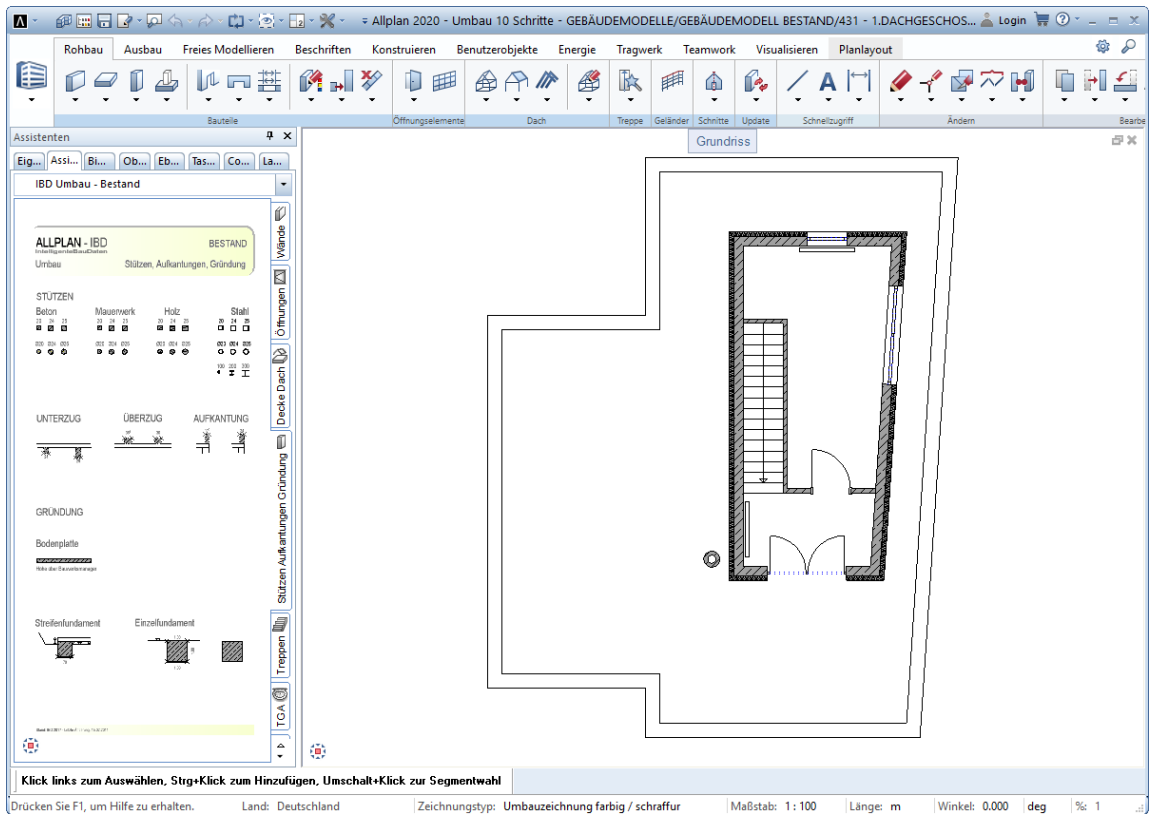 Allplan 2020 - Umbau 10 Schritte - GEBÄUDEMODELLE/GEBÄUDEMODELL BESTAND/431 - 1.DACHGESCHOS... Login
Rohbau Ausbau Freies Modellieren Beschriften Konstruieren Benutzerobjekte Energie Tragwerk Teamwork Visualisieren Planlayout
Bauteile Öffnungselemente Dach Treppe Geländer Schnitte Update Schnellzugriff Ändern Bearbe
Assistenten
Grundriss
Eig... Assi... Bi... Ob... Eb... Tas... Co... La...
IBD Umbau - Bestand
ALLPLAN - IBD BESTAND
IntelligenteBauDaten
Umbau Stützen, Aufkantungen, Gründung
STÜTZEN
Beton Mauerwerk Holz Stahl
UNTERZUG ÜBERZUG AUFKANTUNG
GRÜNDUNG
Bodenplatte
Höhe über Bauwerksmanager
Streifenfundament Einzelfundament
Wände
Öffnungen
Decke Dach
Stützen Aufkantungen Gründung
Treppen
TGA
Klick links zum Auswählen, Strg+Klick zum Hinzufügen, Umschalt+Klick zur Segmentwahl
Drücken Sie F1, um Hilfe zu erhalten. Land: Deutschland Zeichnungstyp: Umbauzeichnung farbig / schraffur Maßstab: 1:100 Länge: m Winkel: 0.000 deg %: 1